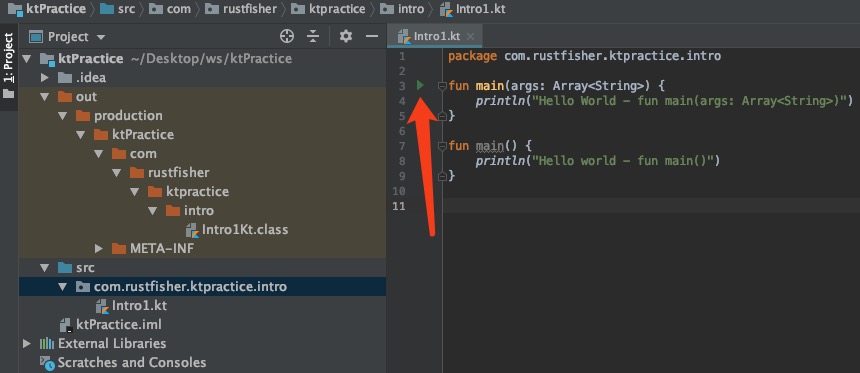 ktPractice src com rustfisher ktpractice intro Intro1.kt
1: Project
Project
ktPractice ~/Desktop/ws/ktPractice
.idea
out
production
ktPractice
com
rustfisher
ktpractice
intro
Intro1Kt.class
META-INF
src
com.rustfisher.ktpractice.intro
Intro1.kt
ktPractice.iml
External Libraries
Scratches and Consoles
Intro1.kt
1 package com.rustfisher.ktpractice.intro
2
3 fun main(args: Array<String>) {
4 println("Hello World - fun main(args: Array<String>)")
5 }
6
7 fun main() {
8 println("Hello world - fun main()")
9 }
10
11